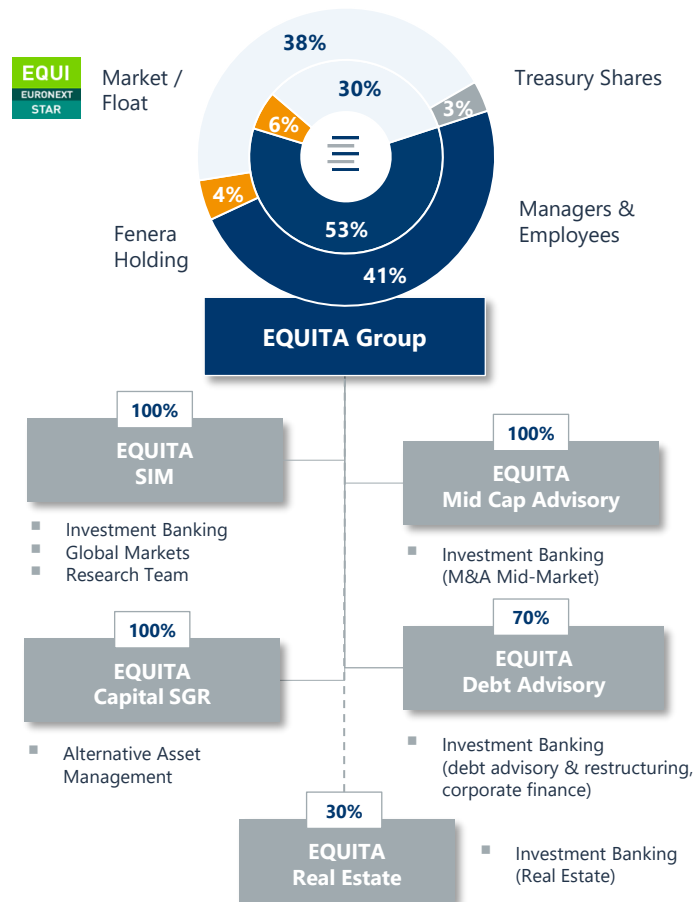 38%
EQUI
EURONEXT
STAR
Market /
Float
30%
Treasury Shares
3%
6%
4%
Fenera
Holding
53%
Managers &
Employees
41%
EQUITA Group
100%
EQUITA
SIM
Investment Banking
Global Markets
Research Team
100%
EQUITA
Mid Cap Advisory
Investment Banking
(M&A Mid-Market)
100%
EQUITA
Capital SGR
Alternative Asset
Management
70%
EQUITA
Debt Advisory
Investment Banking
(debt advisory & restructuring,
corporate finance)
30%
EQUITA
Real Estate
Investment Banking
(Real Estate)